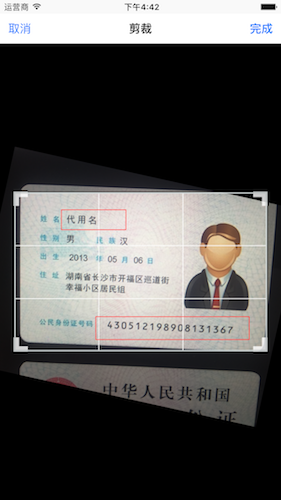 运营商 下午4:42
取消 剪裁 完成
姓名 代用名
性别 男 民族 汉
出生 2013 年 05 月 06 日
住址 湖南省长沙市开福区巡道街
幸福小区居民组
公民身份证号码 430512198908131367
中华人民共和国
证